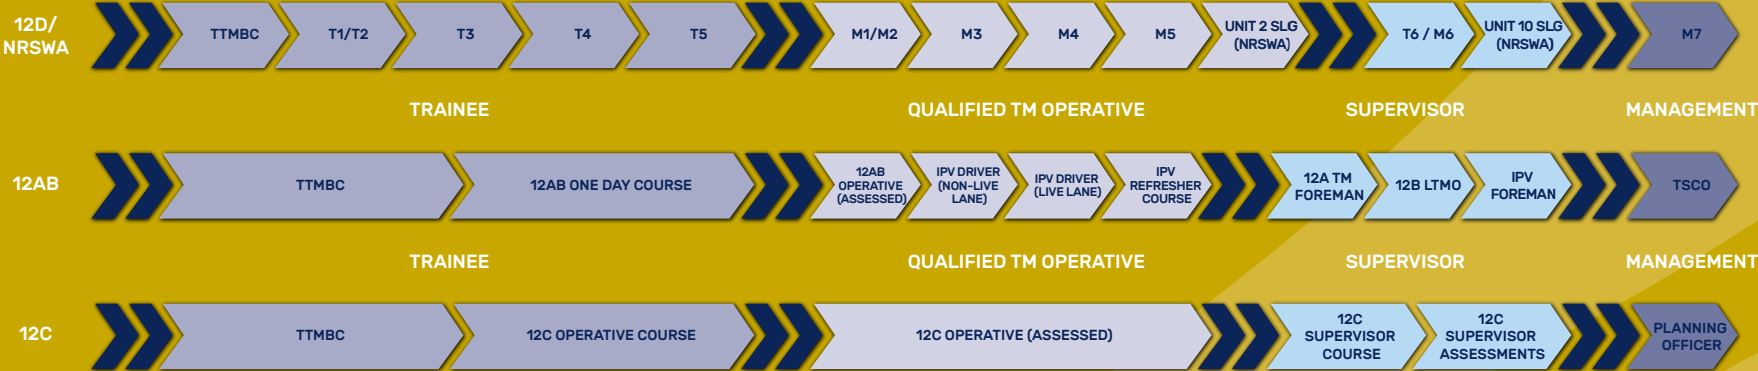 12D/
NRSWA
TTMBC
T1/T2
T3
T4
T5
M1/M2
M3
M4
M5
UNIT 2 SLG
(NRSWA)
T6 / M6
UNIT 10 SLG
(NRSWA)
M7
TRAINEE
QUALIFIED TM OPERATIVE
SUPERVISOR
MANAGEMENT
12AB
TTMBC
12AB ONE DAY COURSE
12AB
OPERATIVE
(ASSESSED)
IPV DRIVER
(NON-LIVE
LANE)
IPV DRIVER
(LIVE LANE)
IPV
REFRESHER
COURSE
12A TM
FOREMAN
12B LTMO
IPV
FOREMAN
TSCO
TRAINEE
QUALIFIED TM OPERATIVE
SUPERVISOR
MANAGEMENT
12C
TTMBC
12C OPERATIVE COURSE
12C OPERATIVE (ASSESSED)
12C
SUPERVISOR
COURSE
12C
SUPERVISOR
ASSESSMENTS
PLANNING
OFFICER